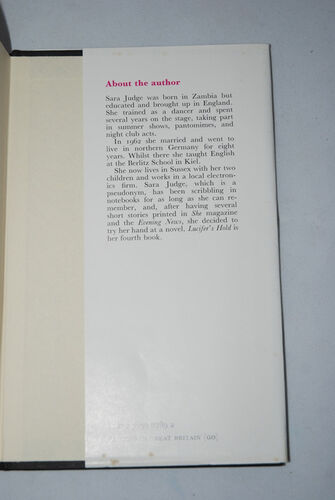 About the author
Sara Judge was born in Zambia but
educated and brought up in England.
She trained as a dancer and spent
several years on the stage, taking part
in summer shows, pantomimes, and
night club acts.
In 1962 she married and went to
live in northern Germany for eight
years. Whilst there she taught English
at the Berlitz School in Kiel.
She now lives in Sussex with her two
children and works in a local electron-
ics firm. Sara Judge, which is a
pseudonym, has been scribbling in
notebooks for as long as she can re-
member, and, after having several
short stories printed in She magazine
and the Evening News, she decided to
try her hand at a novel, Lucifer's Hold is
her fourth book.
BRITAIN